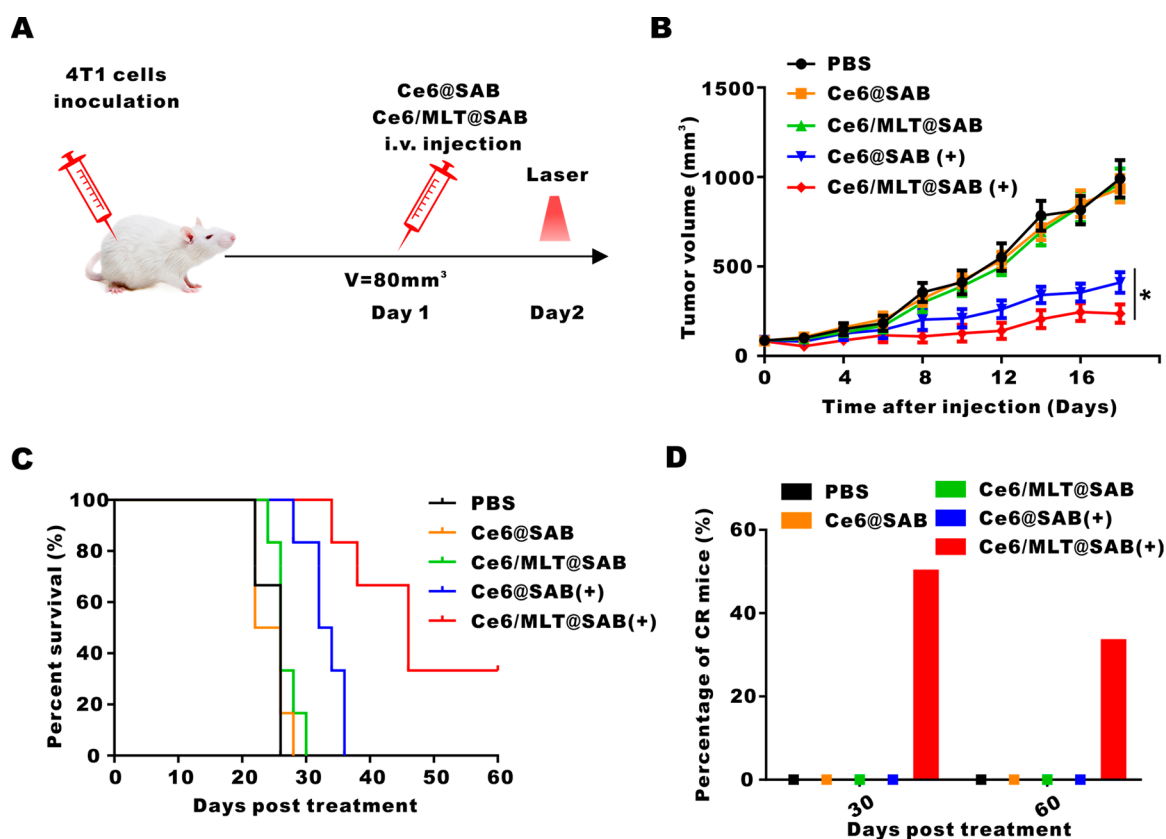 A
4T1 cells
inoculation
Ce6@SAB
Ce6/MLT@SAB
i.v. injection
Laser
V=80mm³
Day 1
Day2
B
PBS
Ce6@SAB
Ce6/MLT@SAB
Ce6@SAB (+)
Ce6/MLT@SAB (+)
Tumor volume (mm³)
1500
1000
500
0
*
0
4
8
12
16
Time after injection (Days)
C
Percent survival (%)
100
80
60
40
20
0
PBS
Ce6@SAB
Ce6/MLT@SAB
Ce6@SAB(+)
Ce6/MLT@SAB(+)
0
10
20
30
40
50
60
Days post treatment
D
PBS
Ce6@SAB
Ce6/MLT@SAB
Ce6@SAB(+)
Ce6/MLT@SAB(+)
Percentage of CR mice (%)
60
40
20
0
30
60
Days post treatment